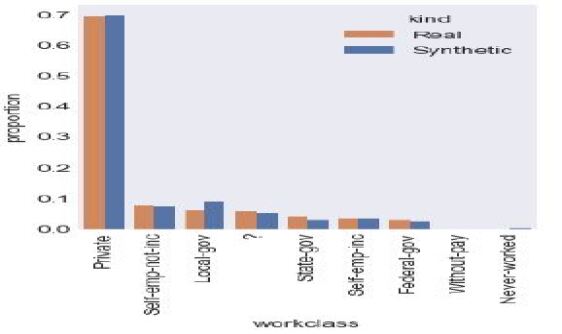 kind
Real
Synthetic
proportion
0.7
0.6
0.5
0.4
0.3
0.2
0.1
0.0
Private
Self-emp-not-inc
Local-gov
?
State-gov
Self-emp-inc
Federal-gov
Without-pay
Never-worked
workclass